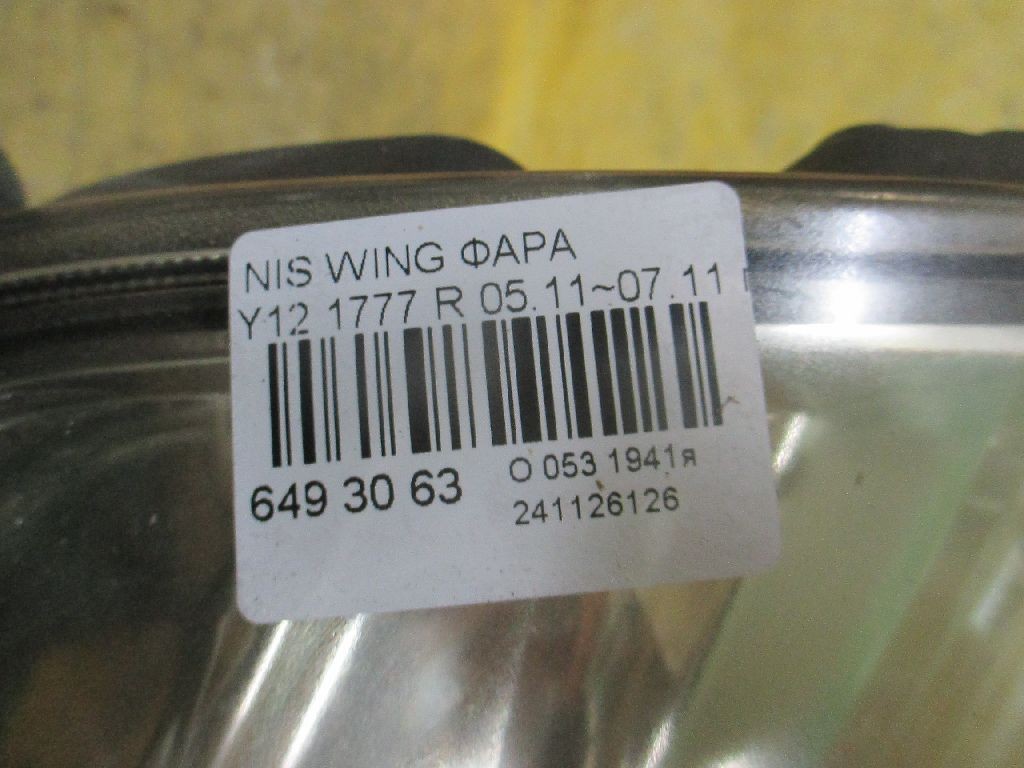 NIS WING ФАРА
Y12 1777 R 05.11~07.11
649 30 63
О 053 1941я
241126126